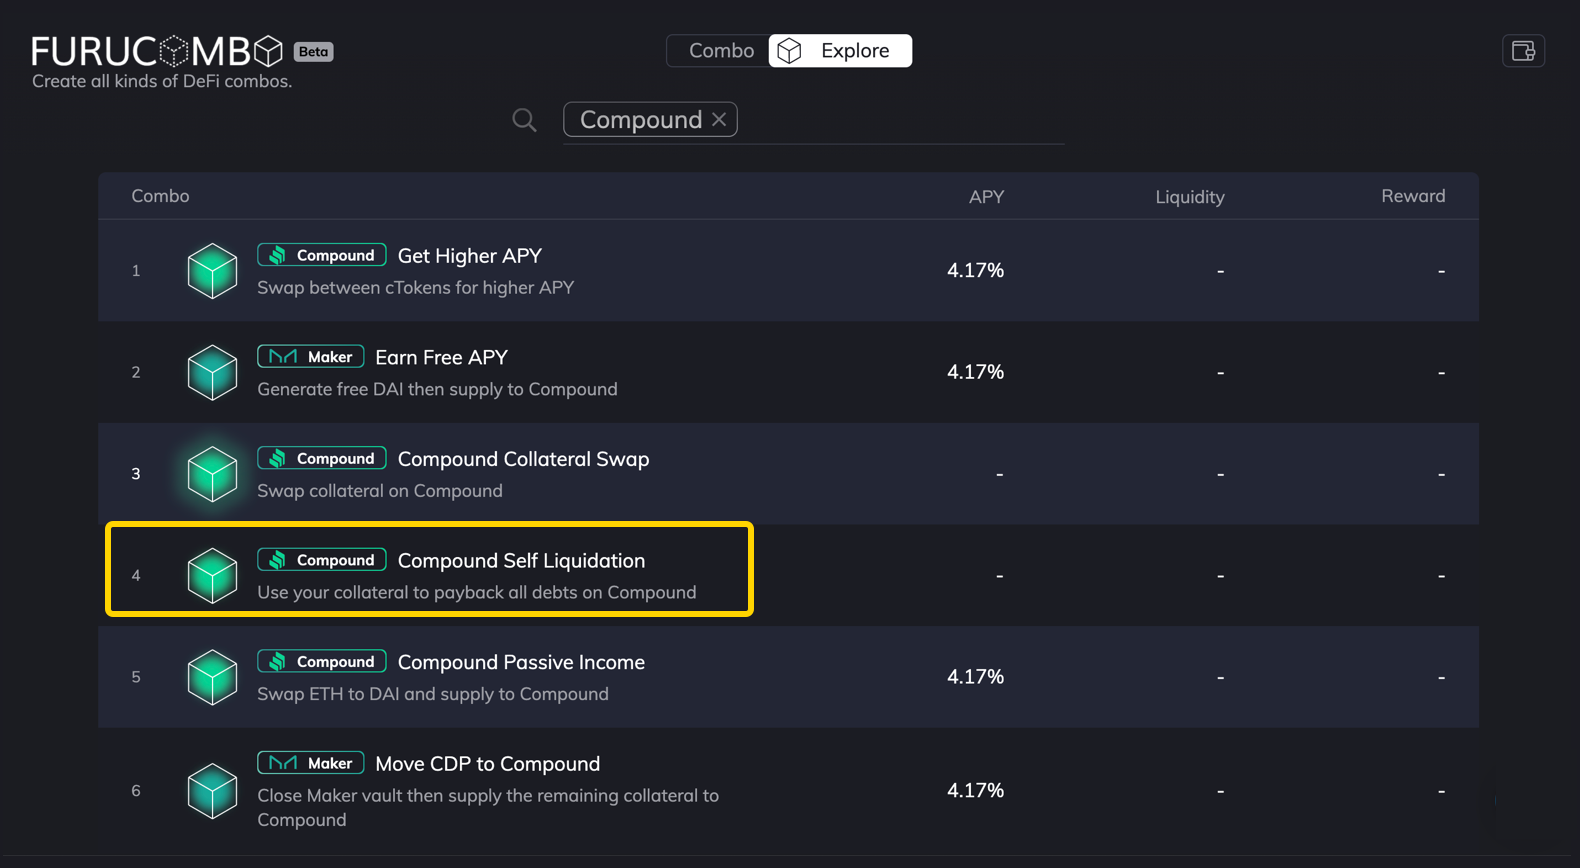 FURUCOMBO Beta
Create all kinds of DeFi combos.
Combo Explore
Compound ×
Combo APY Liquidity Reward
1 Compound Get Higher APY 4.17% - -
Swap between cTokens for higher APY
2 Maker Earn Free APY 4.17% - -
Generate free DAI then supply to Compound
3 Compound Compound Collateral Swap - - -
Swap collateral on Compound
4 Compound Compound Self Liquidation - - -
Use your collateral to payback all debts on Compound
5 Compound Compound Passive Income 4.17% - -
Swap ETH to DAI and supply to Compound
6 Maker Move CDP to Compound 4.17% - -
Close Maker vault then supply the remaining collateral to
Compound